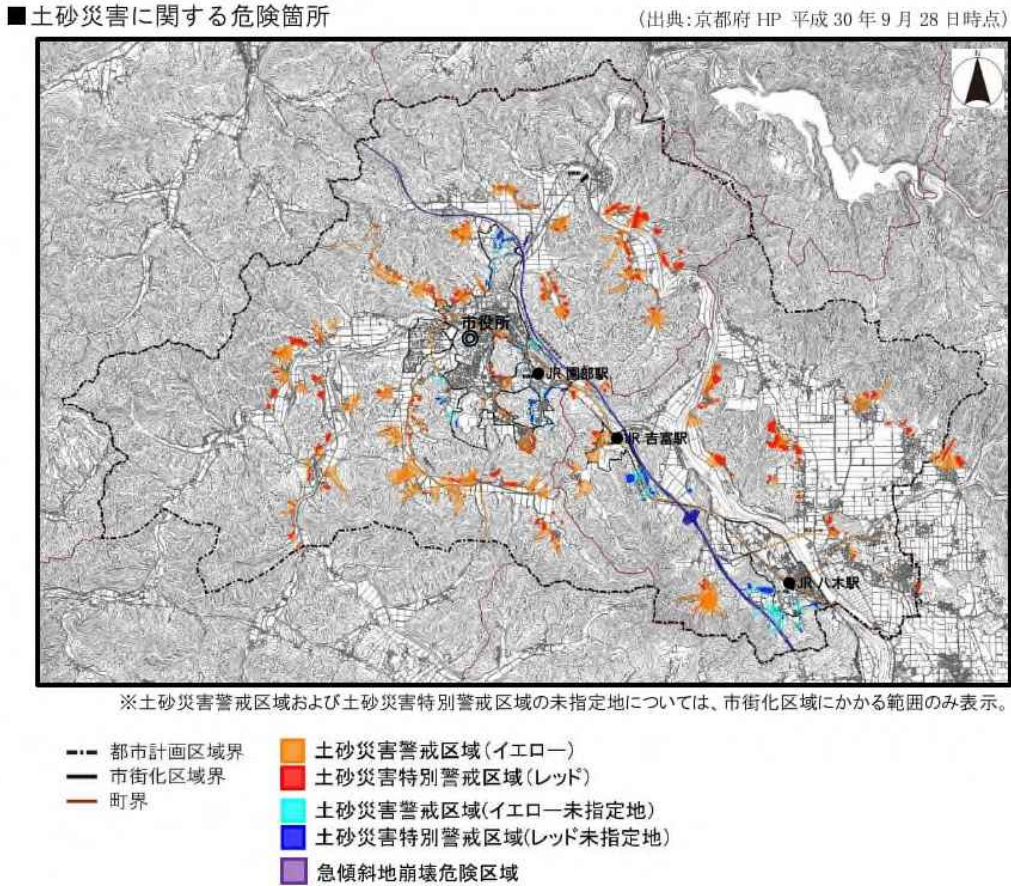 ■土砂災害に関する危険箇所
(出典:京都府 HP 平成 30 年 9 月 28 日時点)
N
市役所
JR 園部駅
JR 吉富駅
JR 八木駅
※土砂災害警戒区域および土砂災害特別警戒区域の未指定地については、市街化区域にかかる範囲のみ表示。
都市計画区域界
市街化区域界
町界
土砂災害警戒区域(イエロー)
土砂災害特別警戒区域(レッド)
土砂災害警戒区域(イエロー未指定地)
土砂災害特別警戒区域(レッド未指定地)
急傾斜地崩壊危険区域